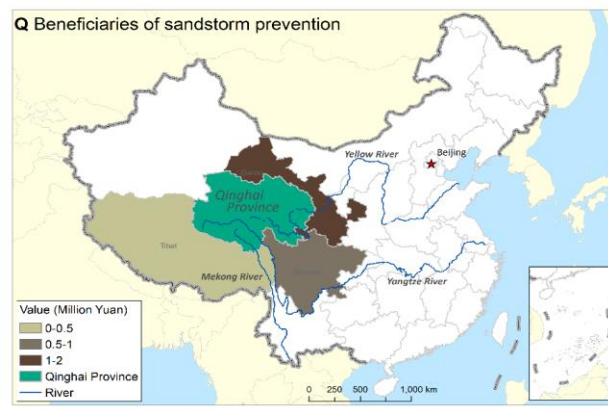 Q Beneficiaries of sandstorm prevention
Beijing
Yellow River
Qinghai
Province
Tibet
Mekong River
Yangtze River
Value (Million Yuan)
0-0.5
0.5-1
1-2
Qinghai Province
River
0 250 500 1,000 km